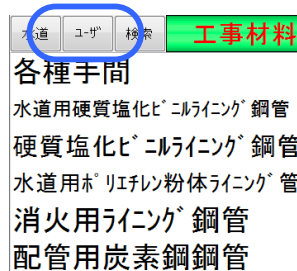 水道 ユーザ 検索 工事材料
各種手間
水道用硬質塩化ビニルライニング鋼管
硬質塩化ビニルライニング鋼管
水道用ポリエチレン粉体ライニング管
消火用ライニング鋼管
配管用炭素鋼鋼管